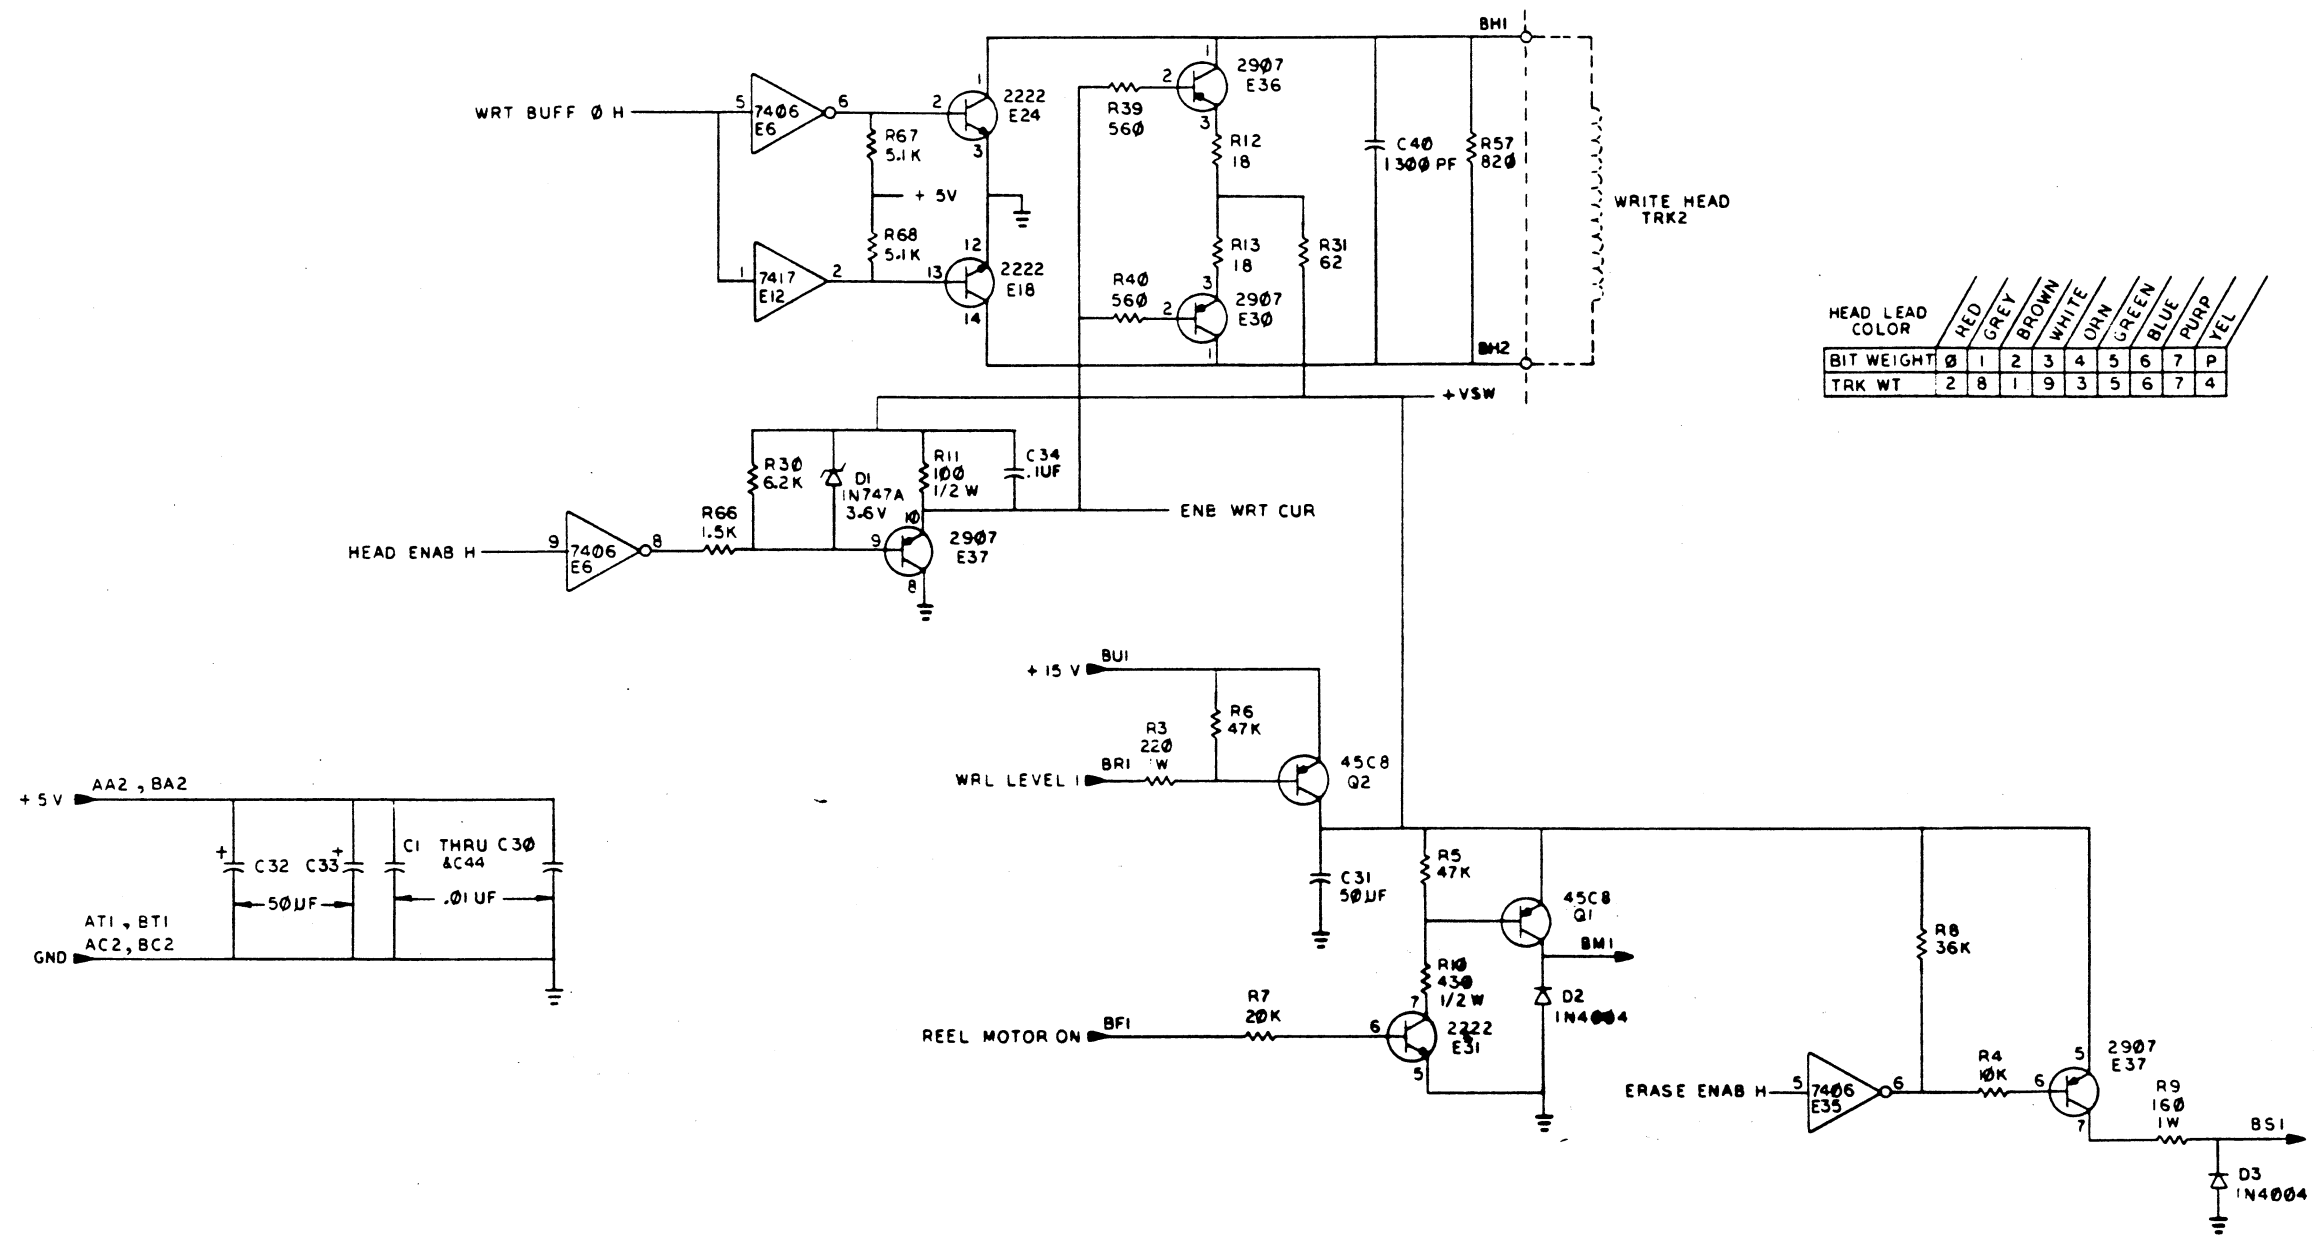 BH1
WRT BUFF Ø H
5
74Ø6
E6
6
R67
5.1K
+ 5V
R68
5.1K
1
7417
E12
2
1
2
2222
E24
3
12
13
2222
E18
14
R39
56Ø
1
2
29Ø7
E36
3
R12
18
R13
18
R4Ø
56Ø
3
2
29Ø7
E3Ø
1
R31
62
C4Ø
13ØØ PF
R57
82Ø
WRITE HEAD
TRK2
BH2
+VSW
HEAD LEAD
COLOR
RED
GREY
BROWN
WHITE
ORN
GREEN
BLUE
PURP
YEL
BIT WEIGHT Ø 1 2 3 4 5 6 7 P
TRK WT 2 8 1 9 3 5 6 7 4
R3Ø
6.2K
D1
1N747A
3.6V
R11
1ØØ
1/2 W
C34
.1UF
ENB WRT CUR
HEAD ENAB H
9
74Ø6
E6
8
R66
1.5K
1Ø
9
29Ø7
E37
8
+ 15 V
BU1
R6
47K
R3
22Ø
1W
WRL LEVEL 1
BR1
45C8
Q2
+ 5 V
AA2 , BA2
C32
C33
C1 THRU C3Ø
&C44
5ØUF
.Ø1 UF
AT1 , BT1
AC2, BC2
GND
C31
5ØUF
R5
47K
45C8
Q1
BM1
R1Ø
43Ø
1/2 W
D2
1N4ØØ4
REEL MOTOR ON
BF1
R7
2ØK
7
6
2222
E31
5
R8
36K
ERASE ENAB H
5
74Ø6
E35
6
R4
1ØK
5
6
29Ø7
E37
7
R9
16Ø
1W
BS1
D3
1N4ØØ4